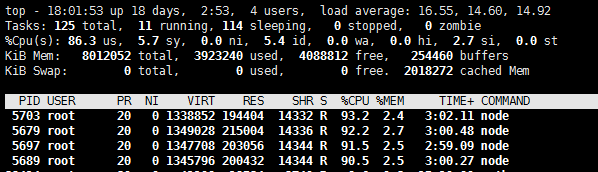 top - 18:01:53 up 18 days,  2:53,  4 users,  load average: 16.55, 14.60, 14.92
Tasks: 125 total,  11 running, 114 sleeping,   0 stopped,   0 zombie
%Cpu(s): 86.3 us,  5.7 sy,  0.0 ni,  5.4 id,  0.0 wa,  0.0 hi,  2.7 si,  0.0 st
KiB Mem:   8012052 total,  3923240 used,  4088812 free,   254460 buffers
KiB Swap:        0 total,        0 used,        0 free.  2018272 cached Mem
PID USER      PR  NI    VIRT    RES    SHR S  %CPU %MEM     TIME+ COMMAND
5703 root      20   0 1338852 194404  14332 R  93.2  2.4   3:02.11 node
5679 root      20   0 1349028 215004  14336 R  92.2  2.7   3:00.48 node
5697 root      20   0 1347708 203056  14344 R  91.5  2.5   2:59.09 node
5689 root      20   0 1345796 200432  14344 R  90.5  2.5   3:00.27 node